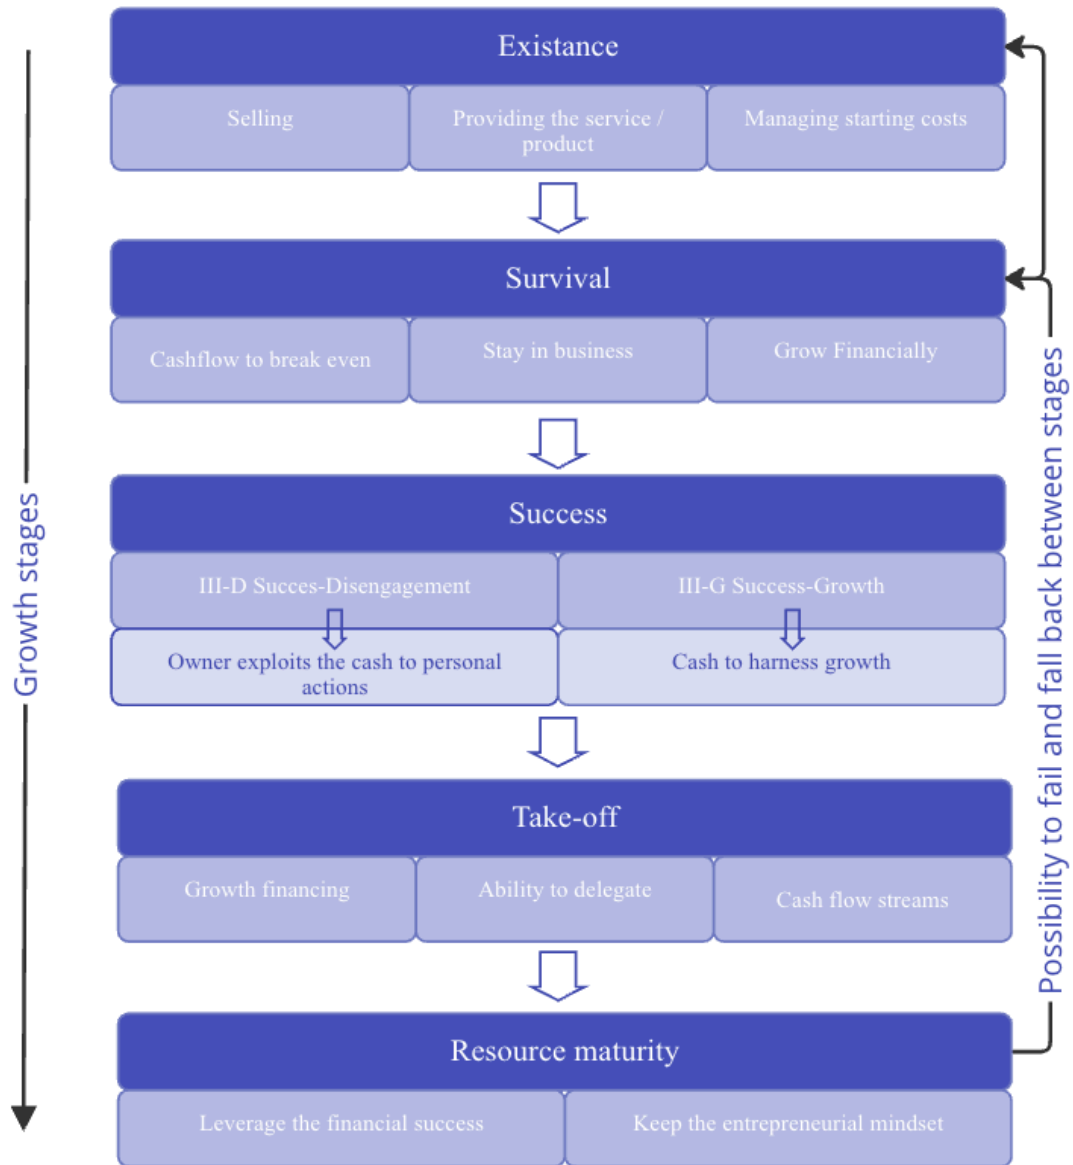 Existance
Selling
Providing the service /
product
Managing starting costs
Survival
Cashflow to break even
Stay in business
Grow Financially
Success
III-D Succes-Disengagement
III-G Success-Growth
Owner exploits the cash to personal
actions
Cash to harness growth
Take-off
Growth financing
Ability to delegate
Cash flow streams
Resource maturity
Leverage the financial success
Keep the entrepreneurial mindset
Growth stages
Possibility to fail and fall back between stages